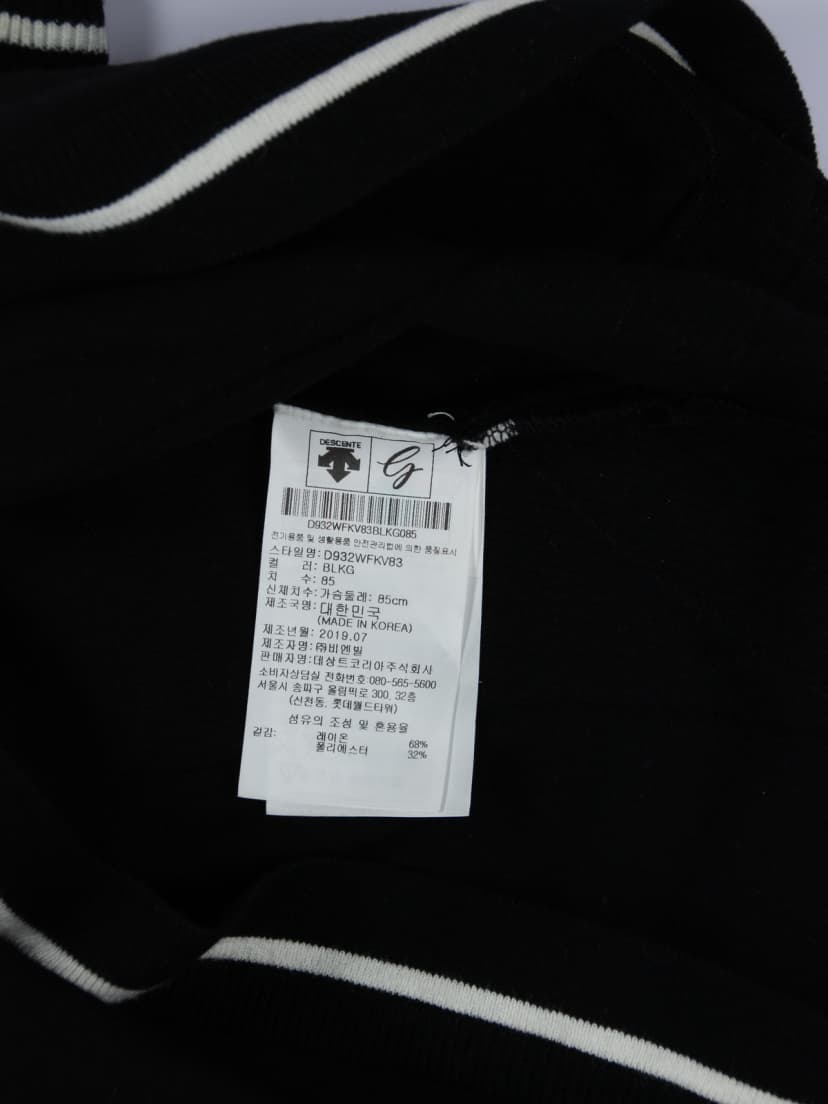 DESCENTE G
D932WFKV83BLKG085
전기용품 및 생활용품 안전관리법에 의한 품질표시
스타일명: D932WFKV83
컬 러: BLKG
치 수: 85
신체치수: 가슴둘레: 85cm
제조국명: 대한민국
(MADE IN KOREA)
제조년월: 2019.07
제조자명: ㈜비엔빌
판매자명: 데상트코리아주식회사
소비자상담실 전화번호:080-565-5600
서울시 송파구 올림픽로 300, 32층
(신천동, 롯데월드타워)
섬유의 조성 및 혼용율
겉감: 레이온 68%
폴리에스터 32%